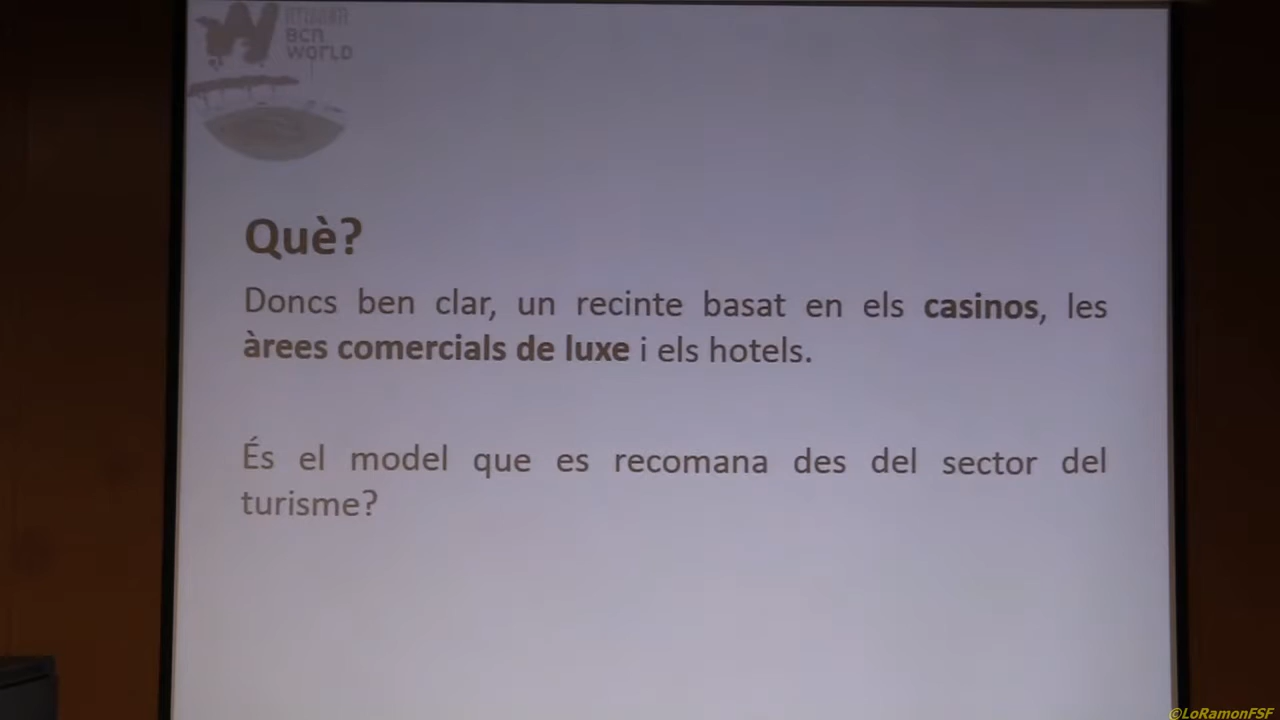 BCN
WORLD
Què?
Doncs ben clar, un recinte basat en els casinos, les
àrees comercials de luxe i els hotels.
És el model que es recomana des del sector del
turisme?
©LoRamonFSF